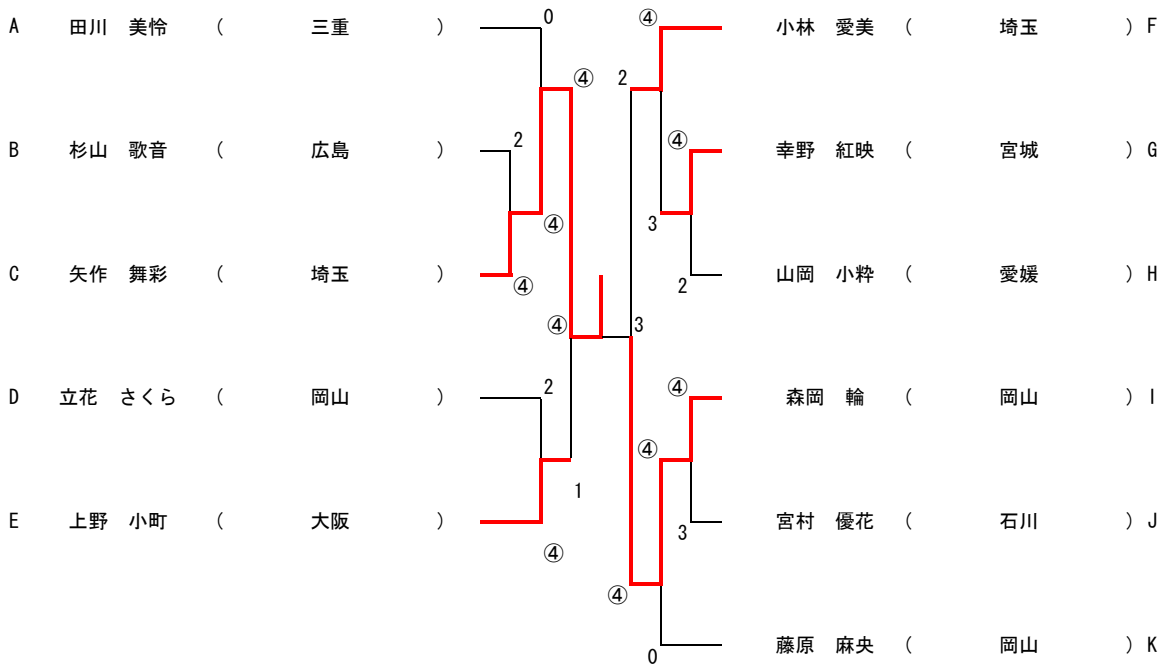 0 ④
A 田川 美怜 ( 三重 ) 小林 愛美 ( 埼玉 ) F
④ 2
2 ④
B 杉山 歌音 ( 広島 ) 幸野 紅映 ( 宮城 ) G
④ 3
C 矢作 舞彩 ( 埼玉 ) 山岡 小粋 ( 愛媛 ) H
④ 2
④ 3
2 ④
D 立花 さくら ( 岡山 ) 森岡 輪 ( 岡山 ) I
④
1
E 上野 小町 ( 大阪 ) 宮村 優花 ( 石川 ) J
3
④
④
藤原 麻央 ( 岡山 ) K
0